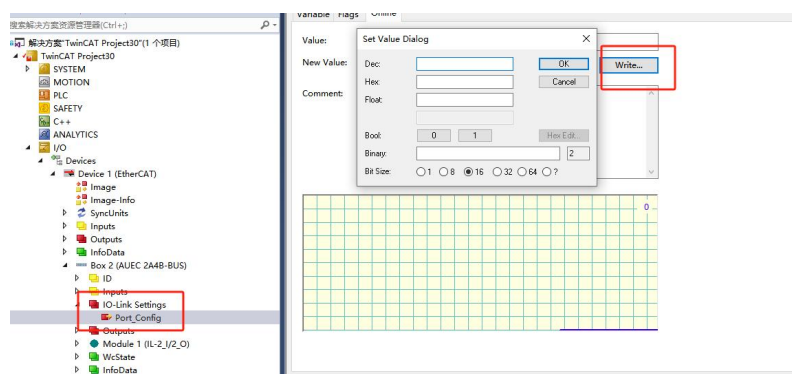 搜索解决方案资源管理器(Ctrl+;)
解决方案"TwinCAT Project30"(1 个项目)
TwinCAT Project30
SYSTEM
MOTION
PLC
SAFETY
C++
ANALYTICS
I/O
Devices
Device 1 (EtherCAT)
Image
Image-Info
SyncUnits
Inputs
Outputs
InfoData
Box 2 (AUEC 2A4B-BUS)
ID
Inputs
IO-Link Settings
Port_Config
Outputs
Module 1 (IL-2_I/2_O)
WcState
InfoData
Variable Flags Online
Value:
New Value:
Write...
Comment:
Set Value Dialog
Dec:
OK
Hex:
Cancel
Float:
Bool:
0
1
Hex Edit...
Binary:
2
Bit Size:
1 8 16 32 64 ?
0